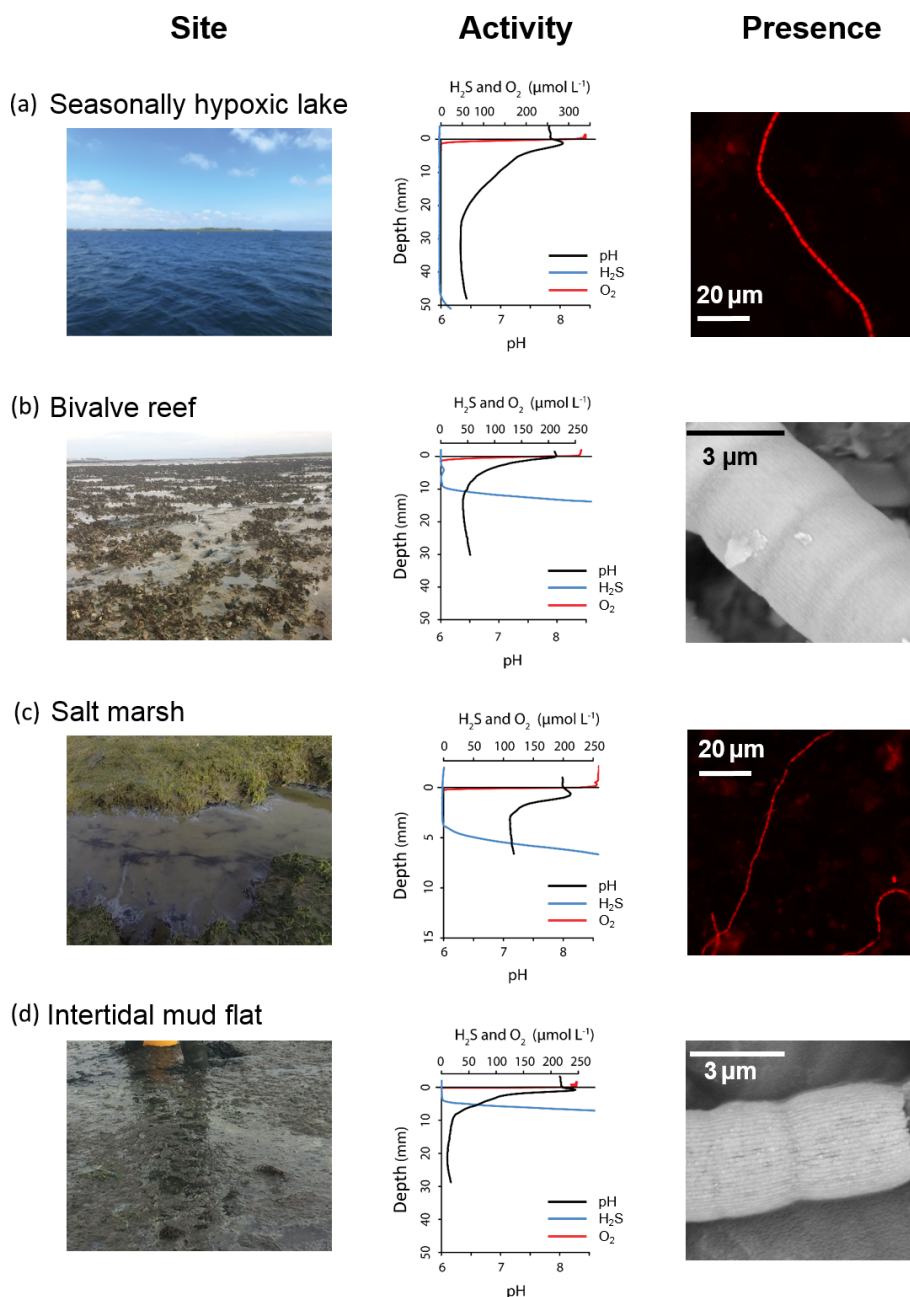 Site Activity Presence
(a) Seasonally hypoxic lake
H2S and O2 (µmol L-1)
0 50 100 150 200 250 300 350
0
10
20
30
40
50
Depth (mm)
pH
H2S
O2
6 7 8
pH
20 µm
(b) Bivalve reef
H2S and O2 (µmol L-1)
0 50 100 150 200 250
0
10
20
30
40
50
Depth (mm)
pH
H2S
O2
6 7 8
pH
3 µm
(c) Salt marsh
H2S and O2 (µmol L-1)
0 50 100 150 200 250
0
5
10
15
Depth (mm)
pH
H2S
O2
6 7 8
pH
20 µm
(d) Intertidal mud flat
H2S and O2 (µmol L-1)
0 50 100 150 200 250
0
10
20
30
40
50
Depth (mm)
pH
H2S
O2
6 7 8
pH
3 µm